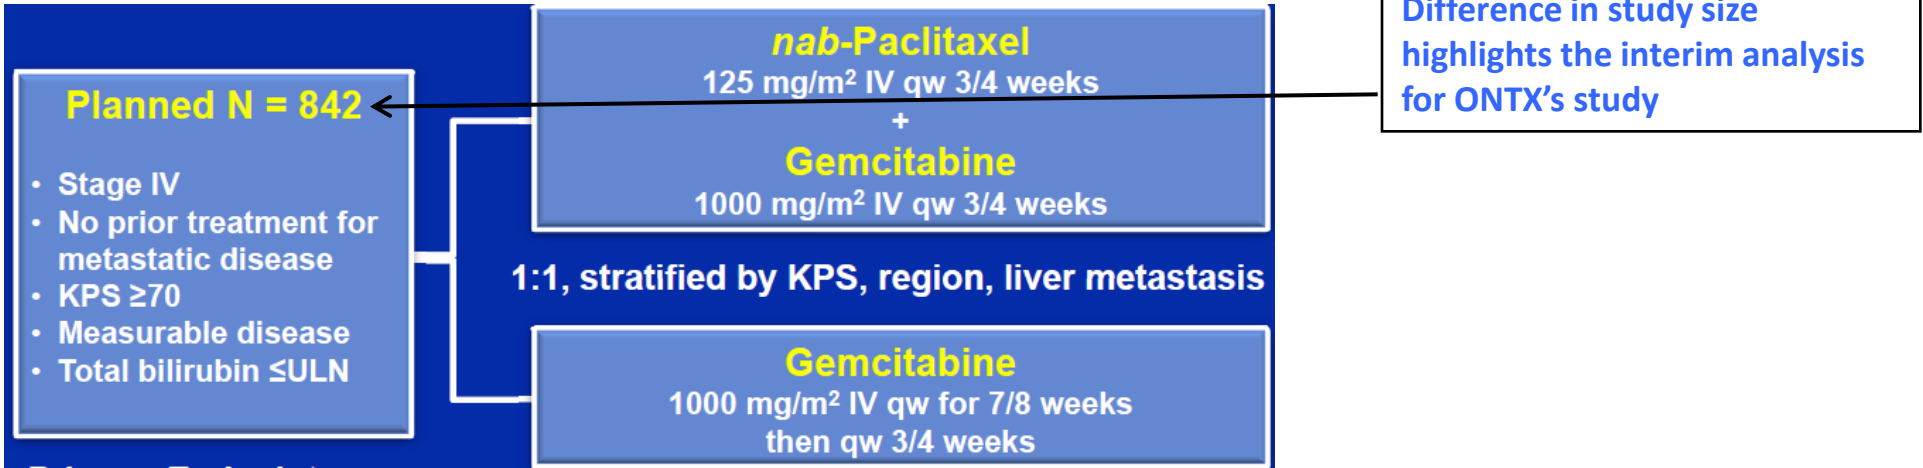 Planned N = 842
• Stage IV
• No prior treatment for
metastatic disease
• KPS ≥70
• Measurable disease
• Total bilirubin ≤ULN
nab-Paclitaxel
125 mg/m² IV qw 3/4 weeks
+
Gemcitabine
1000 mg/m² IV qw 3/4 weeks
1:1, stratified by KPS, region, liver metastasis
Gemcitabine
1000 mg/m² IV qw for 7/8 weeks
then qw 3/4 weeks
Difference in study size
highlights the interim analysis
for ONTX's study